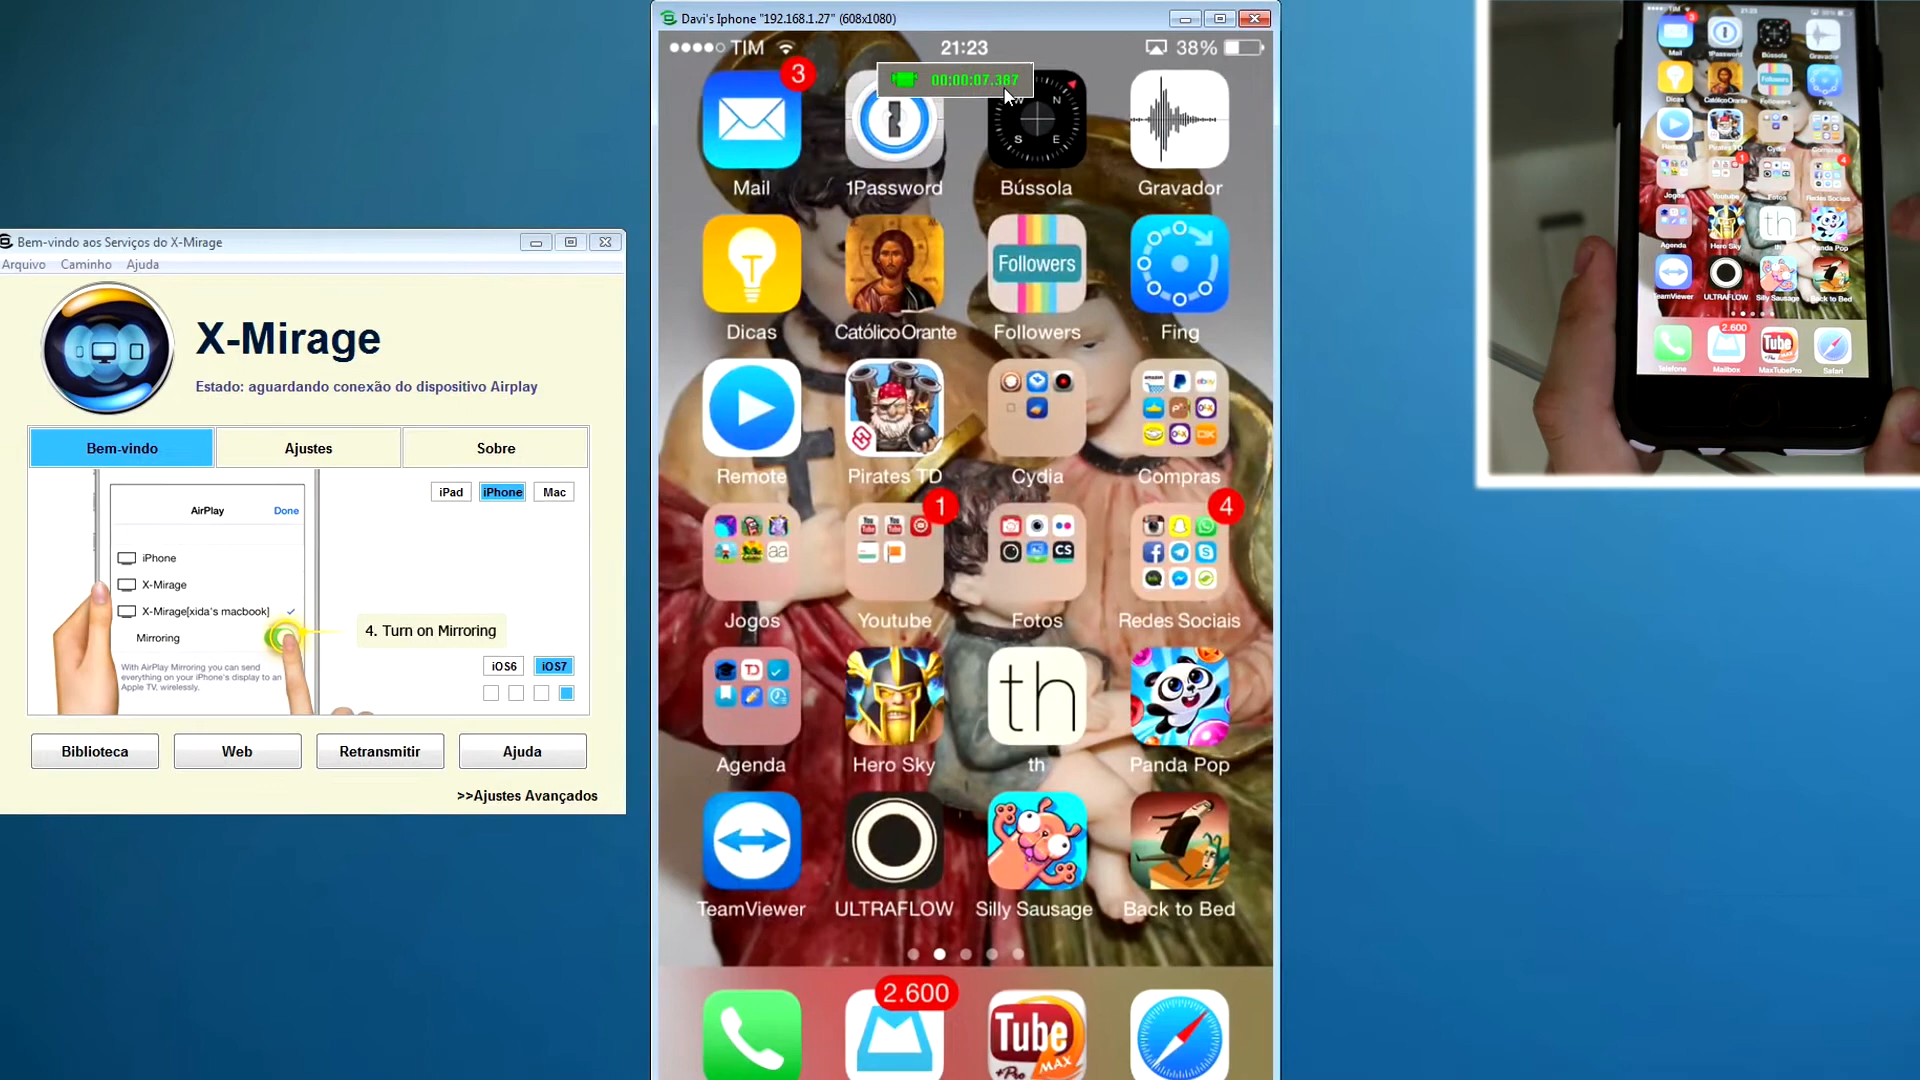 Davi's Iphone "192.168.1.27" (608x1080)
TIM 21:23 38%
00:00:07.387
3
Mail 1Password Bússola Gravador
Dicas CatólicoOrante Followers Fing
Followers
Remote Pirates TD Cydia Compras
1 4
Jogos Youtube Fotos Redes Sociais
th
Agenda Hero Sky th Panda Pop
TeamViewer ULTRAFLOW Silly Sausage Back to Bed
2.600
Tube
+Pro MAX
Bem-vindo aos Serviços do X-Mirage
Arquivo Caminho Ajuda
X-Mirage
Estado: aguardando conexão do dispositivo Airplay
Bem-vindo Ajustes Sobre
iPad iPhone Mac
AirPlay Done
iPhone
X-Mirage
X-Mirage[xida's macbook]
Mirroring
4. Turn on Mirroring
With AirPlay Mirroring you can send
everything on your iPhone's display to an
Apple TV, wirelessly.
iOS6 iOS7
Biblioteca Web Retransmitir Ajuda
>>Ajustes Avançados